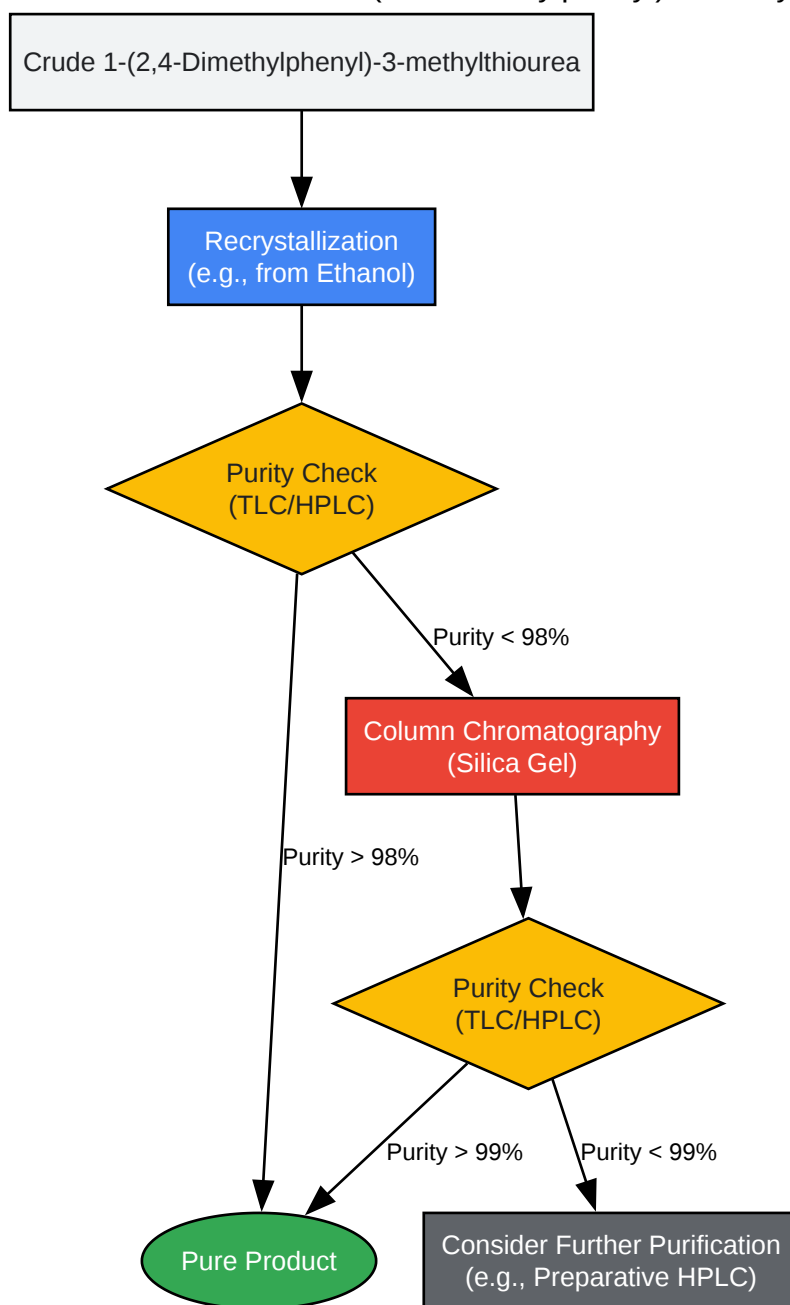 Crude 1-(2,4-Dimethylphenyl)-3-methylthiourea
Recrystallization
(e.g., from Ethanol)
Purity Check
(TLC/HPLC)
Purity < 98%
Column Chromatography
(Silica Gel)
Purity > 98%
Purity Check
(TLC/HPLC)
Purity > 99%
Purity < 99%
Pure Product
Consider Further Purification
(e.g., Preparative HPLC)